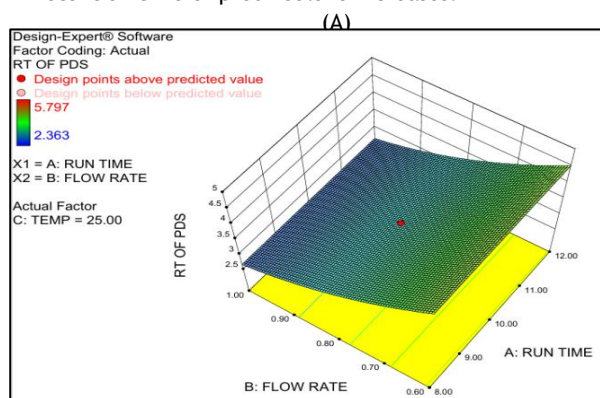 (A)
Design-Expert® Software
Factor Coding: Actual
RT OF PDS
Design points above predicted value
Design points below predicted value
5.797
2.363
X1 = A: RUN TIME
X2 = B: FLOW RATE
Actual Factor
C: TEMP = 25.00
RT OF PDS
5
4.5
4
3.5
3
2.5
1.00
0.90
0.80
0.70
0.60
8.00
9.00
10.00
11.00
12.00
B: FLOW RATE
A: RUN TIME